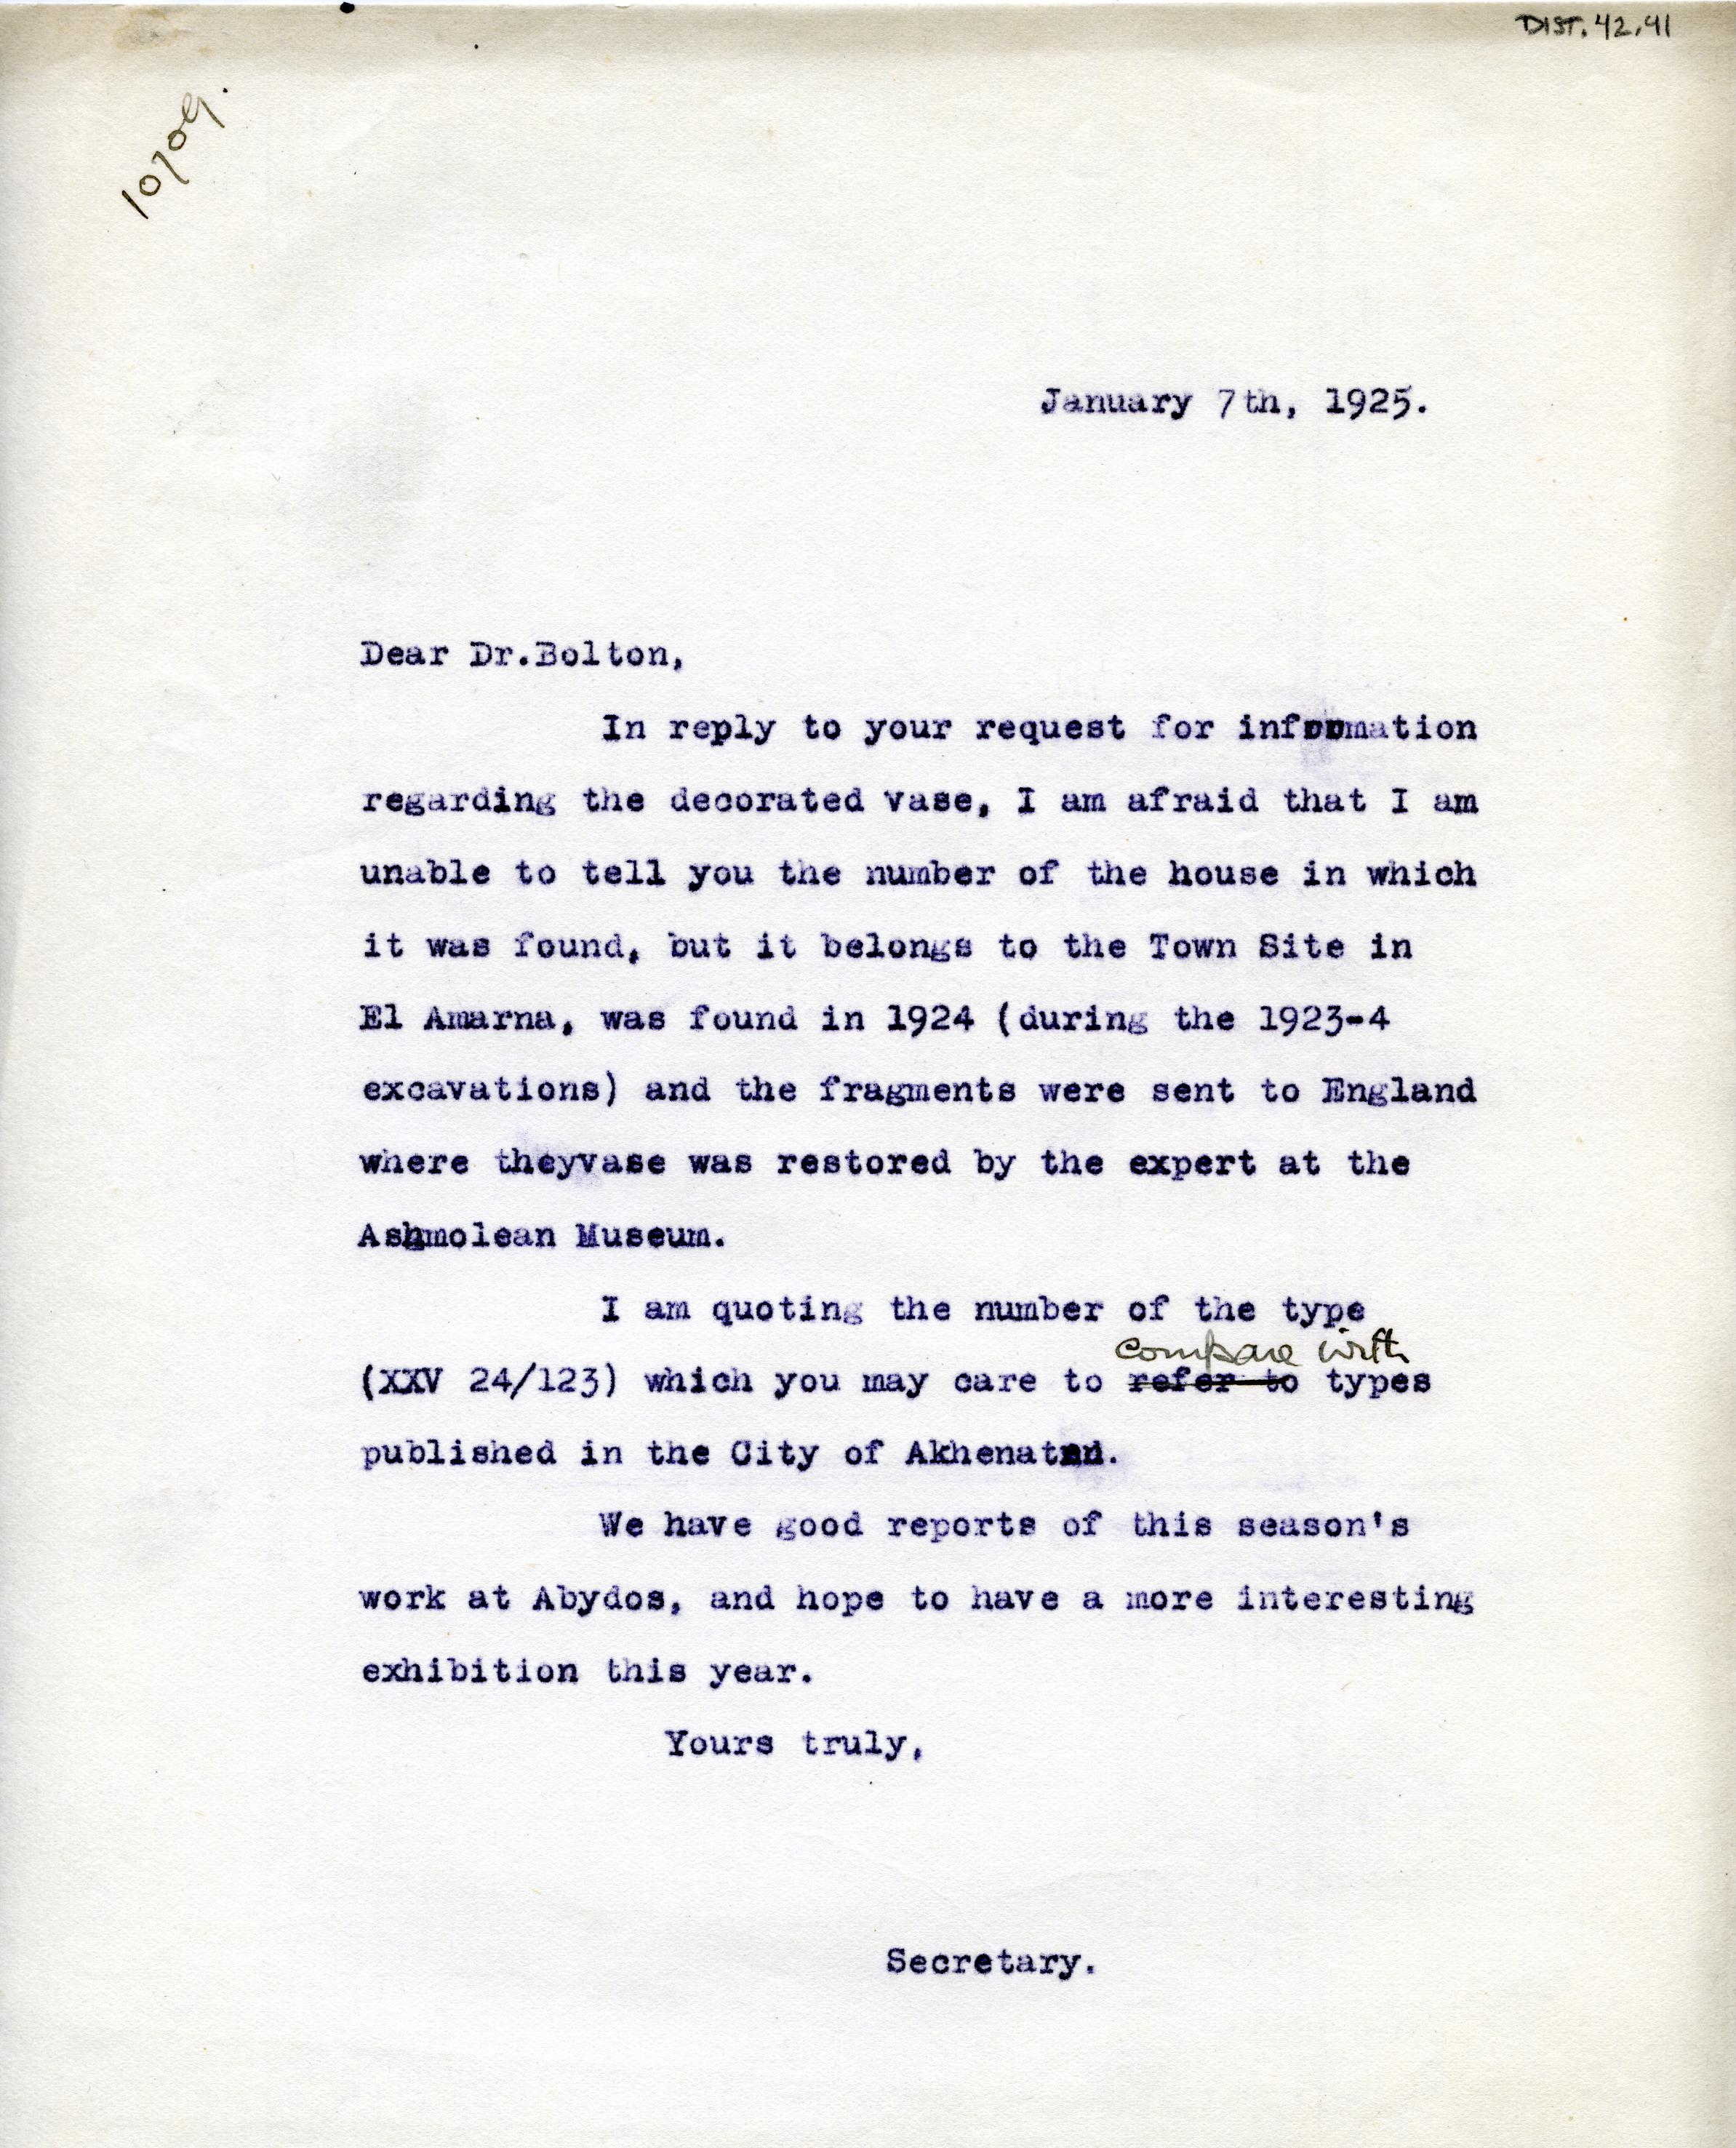 DIST. 42.41
January 7th, 1925.
Dear Dr.Bolton,
In reply to your request for information
regarding the decorated vase, I am afraid that I am
unable to tell you the number of the house in which
it was found, but it belongs to the Town Site in
El Amarna, was found in 1924 (during the 1923-4
excavations) and the fragments were sent to England
where theyvase was restored by the expert at the
Ashmolean Museum.
I am quoting the number of the type
compare with
(XXV 24/123) which you may care to refer to types
published in the City of Akhenaten.
We have good reports of this season's
work at Abydos, and hope to have a more interesting
exhibition this year.
Yours truly,
Secretary.